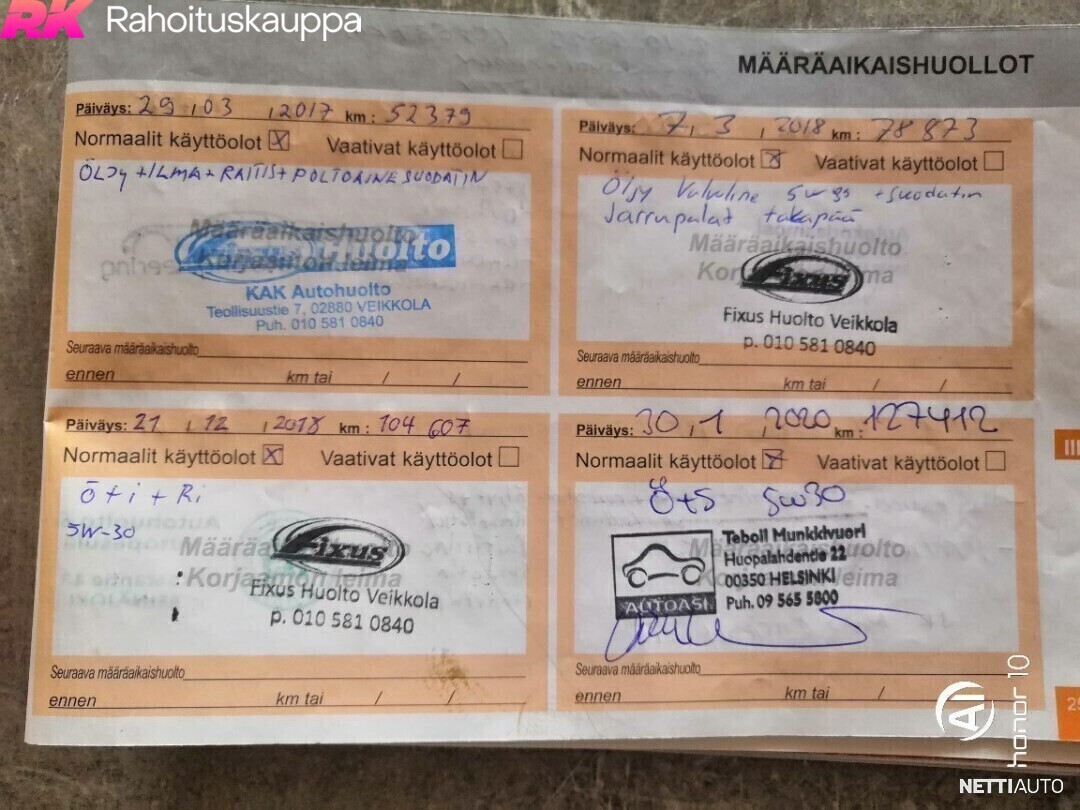 RK Rahoituskauppa
MÄÄRÄAIKAISHUOLLOT
Päiväys: 29 / 03 / 2017 km: 52379
Normaalit käyttöolot X Vaativat käyttöolot
ÖLJY + ILMA + RAITIS + POLTOAINESUODATIN
Määräaikaishuolto
Korjaamon leima
Fixus Huolto
KAK Autohuolto
Teollisuustie 7, 02880 VEIKKOLA
Puh. 010 581 0840
Seuraava määräaikaishuolto
ennen km tai / /
Päiväys: 7 , 3 , 2018 km: 78 873
Normaalit käyttöolot X Vaativat käyttöolot
Öljy Valvoline 5w30 + suodatin
Jarrupalat takapää
Määräaikaishuolto
Korjaamon leima
Fixus
Fixus Huolto Veikkola
p. 010 581 0840
Seuraava määräaikaishuolto
ennen km tai / /
Päiväys: 21 / 12 / 2018 km: 104 607
Normaalit käyttöolot X Vaativat käyttöolot
Ö + i + Ri
5W-30
Määräaikaishuolto
Korjaamon leima
Fixus
Fixus Huolto Veikkola
p. 010 581 0840
Seuraava määräaikaishuolto
ennen km tai / /
Päiväys: 30 , 1 , 2020 km: 127412
Normaalit käyttöolot X Vaativat käyttöolot
Ö+S 5w30
Määräaikaishuolto
Korjaamon leima
AUTOASI
Teboil Munkkivuori
Huopalahdentie 22
00350 HELSINKI
Puh. 09 565 5800
Seuraava määräaikaishuolto
ennen km tai /
III
25
honor 10
NETTIAUTO